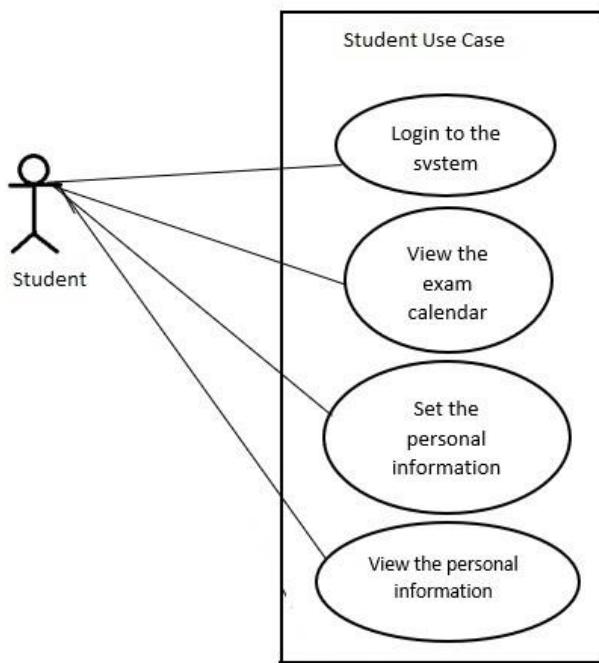 Student Use Case
Login to the
svstem
Student
View the
exam
calendar
Set the
personal
information
View the personal
information